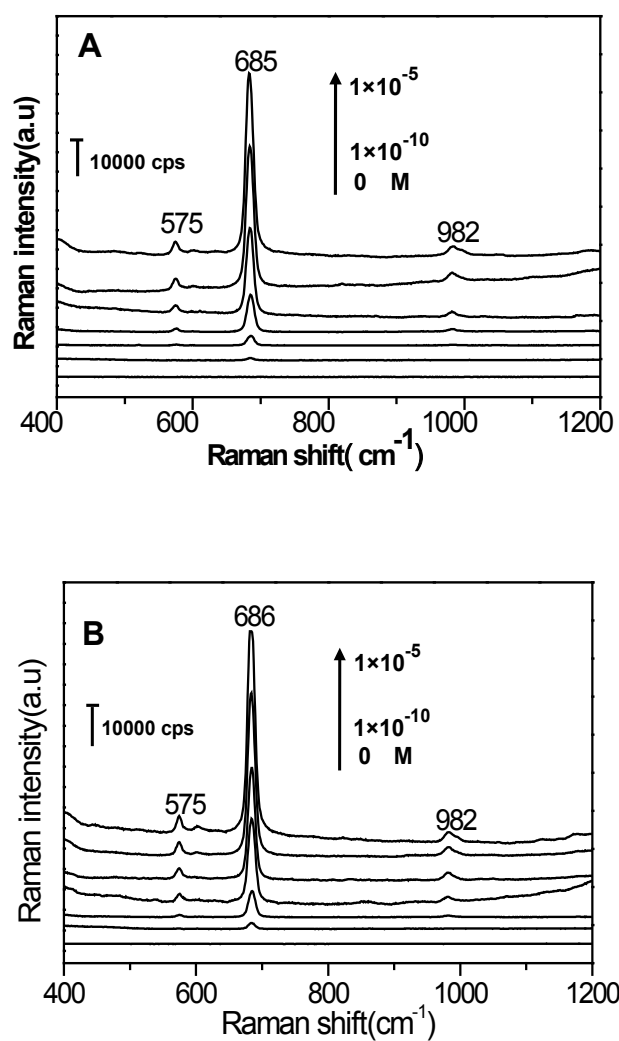 A
685
1×10⁻⁵
10000 cps
1×10⁻¹⁰
0 M
575
982
Raman intensity(a.u)
400 600 800 1000 1200
Raman shift( cm⁻¹)
B
686
1×10⁻⁵
10000 cps
1×10⁻¹⁰
0 M
575
982
Raman intensity(a.u)
400 600 800 1000 1200
Raman shift(cm⁻¹)